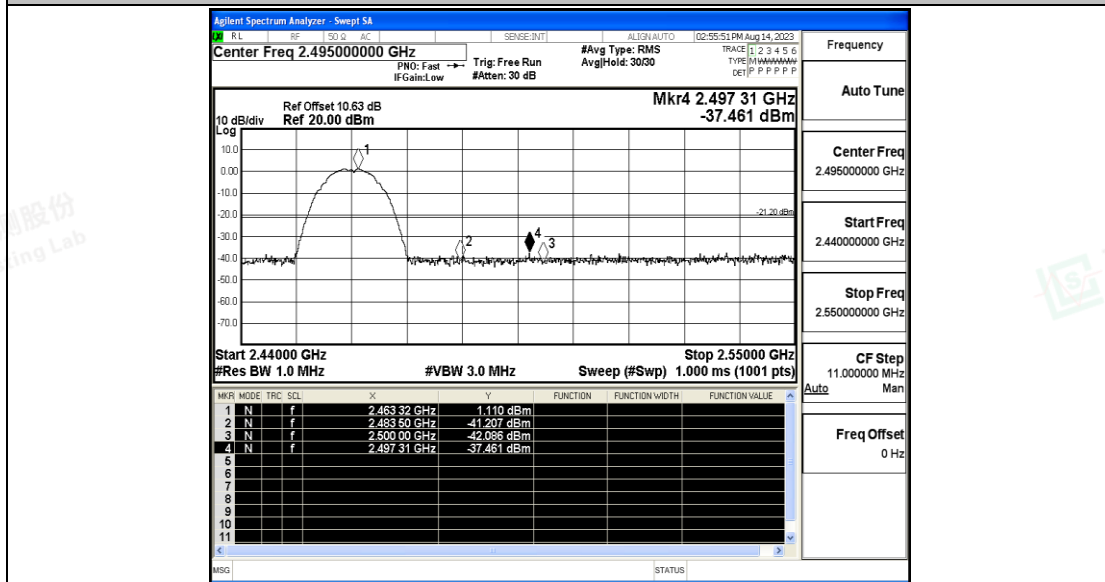 Agilent Spectrum Analyzer - Swept SA
RL RF 50 Ω AC SENSE:INT ALIGN AUTO 02:55:51 PM Aug 14, 2023
Center Freq 2.495000000 GHz
PNO: Fast
IFGain:Low
Trig: Free Run
#Atten: 30 dB
#Avg Type: RMS
Avg|Hold: 30/30
TRACE 1 2 3 4 5 6
TYPE M W W W W W
DET P P P P P P
Ref Offset 10.63 dB
10 dB/div Ref 20.00 dBm
Log
Mkr4 2.497 31 GHz
-37.461 dBm
10.0
0.00
-10.0
-20.0
-30.0
-40.0
-50.0
-60.0
-70.0
1
2
4
3
-21.20 dBm
Start 2.44000 GHz Stop 2.55000 GHz
#Res BW 1.0 MHz #VBW 3.0 MHz Sweep (#Swp) 1.000 ms (1001 pts)
MKR MODE TRC SCL X Y FUNCTION FUNCTION WIDTH FUNCTION VALUE
1 N f 2.463 32 GHz 1.110 dBm
2 N f 2.483 50 GHz -41.207 dBm
3 N f 2.500 00 GHz -42.086 dBm
4 N f 2.497 31 GHz -37.461 dBm
5
6
7
8
9
10
11
MSG STATUS
Frequency
Auto Tune
Center Freq
2.495000000 GHz
Start Freq
2.440000000 GHz
Stop Freq
2.550000000 GHz
CF Step
11.000000 MHz
Auto Man
Freq Offset
0 Hz
股份
Lab